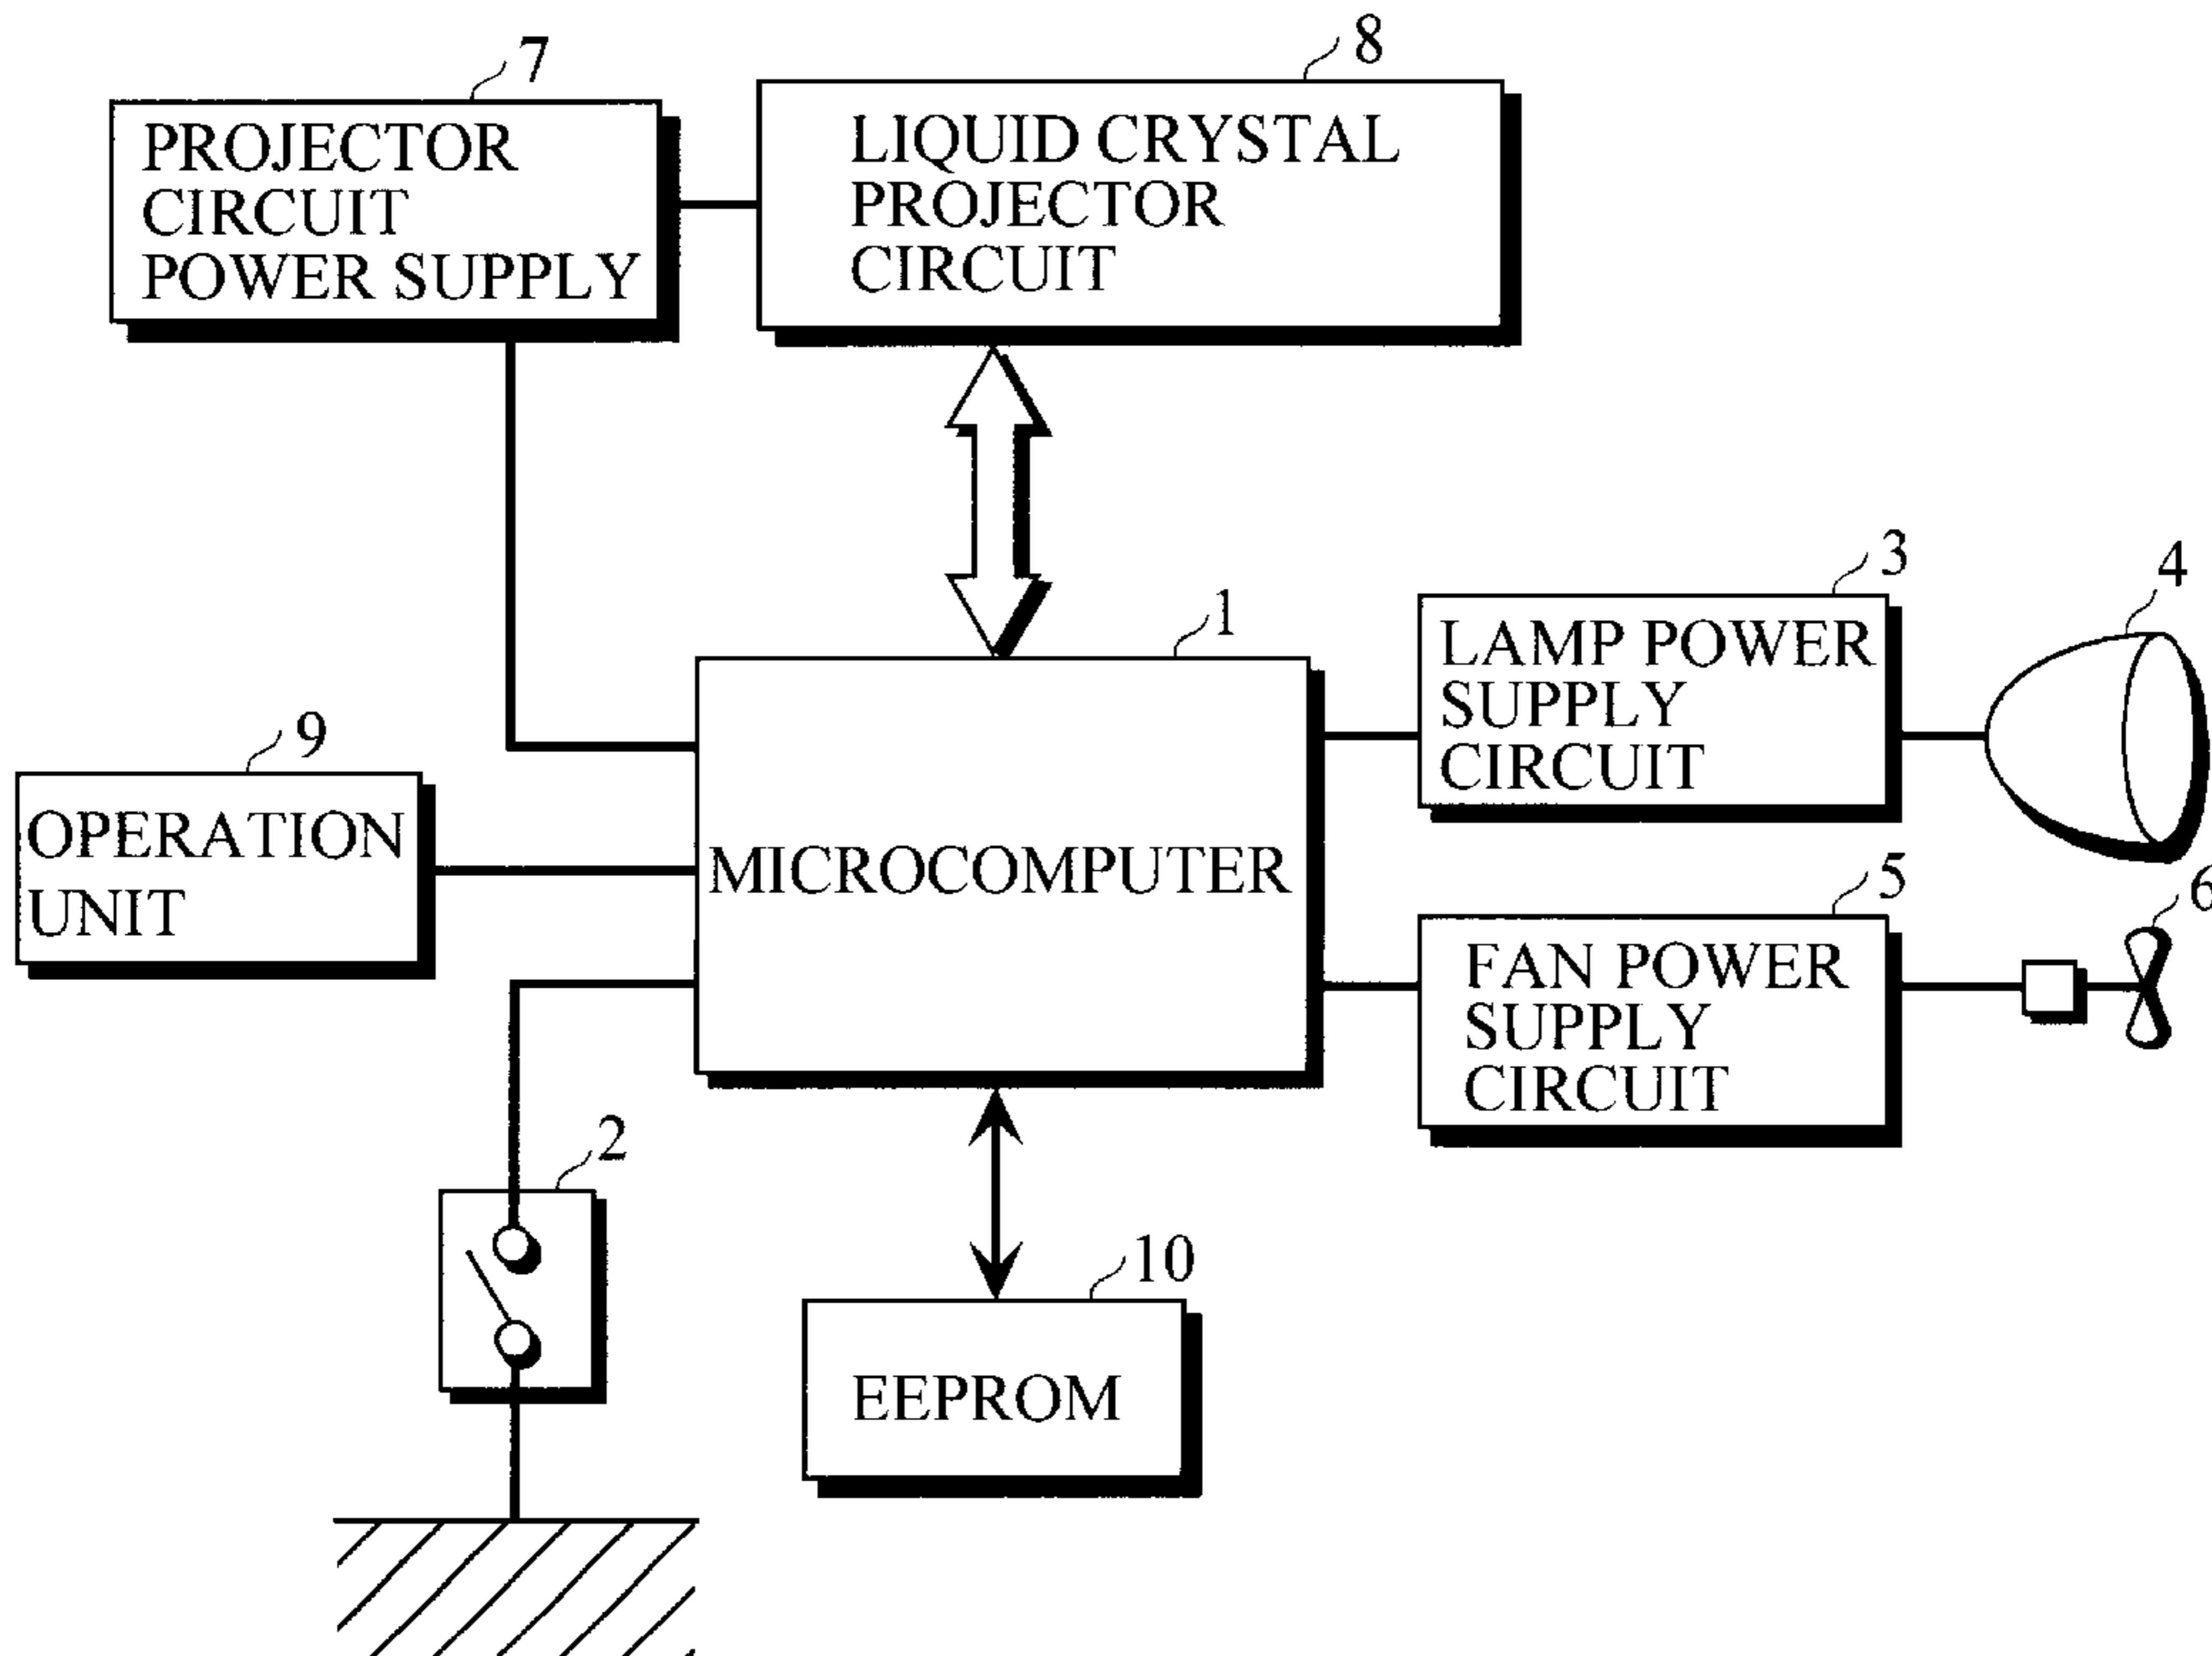 7
PROJECTOR
CIRCUIT
POWER SUPPLY
8
LIQUID CRYSTAL
PROJECTOR
CIRCUIT
1
MICROCOMPUTER
3
LAMP POWER
SUPPLY
CIRCUIT
4
9
OPERATION
UNIT
5
FAN POWER
SUPPLY
CIRCUIT
6
2
10
EEPROM